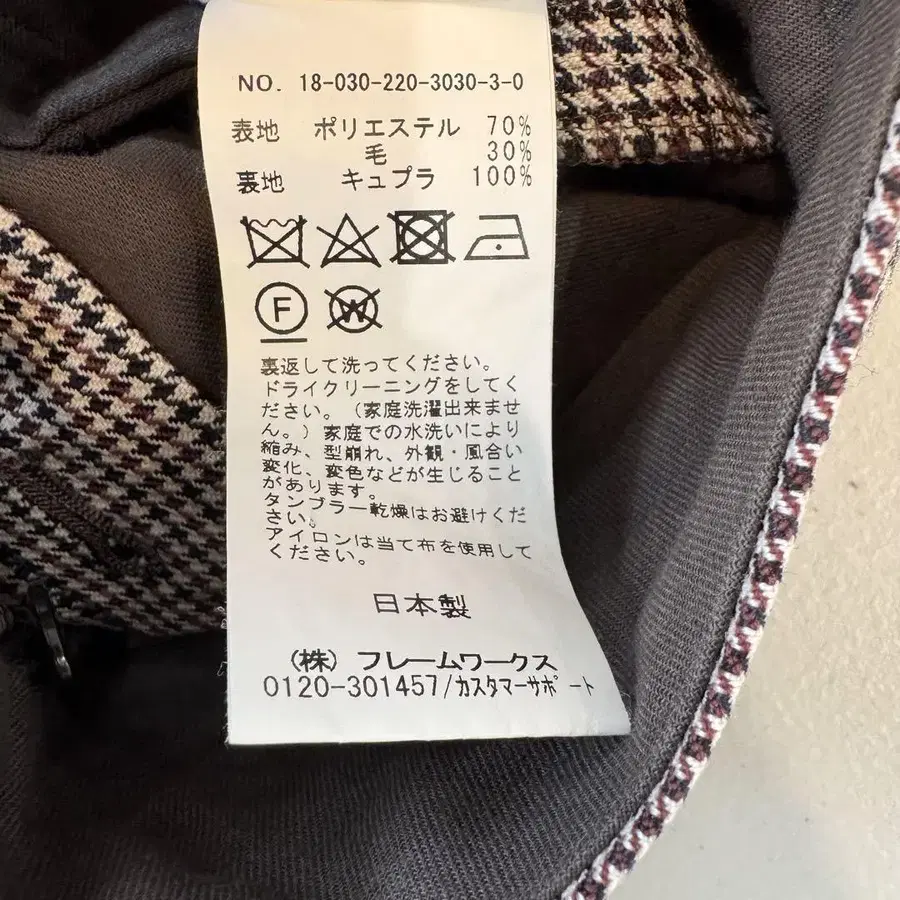 NO. 18-030-220-3030-3-0
表地 ポリエステル 70%
毛 30%
裏地 キュプラ 100%
F W
裏返して洗ってください。
ドライクリーニングをしてく
ださい。(家庭洗濯出来ませ
ん。)家庭での水洗いにより
縮み、型崩れ、外観・風合い
変化、変色などが生じること
があります。
タンブラー乾燥はお避けくだ
さい。
アイロンは当て布を使用して
ください。
日本製
(株) フレームワークス
0120-301457/カスタマーサポート